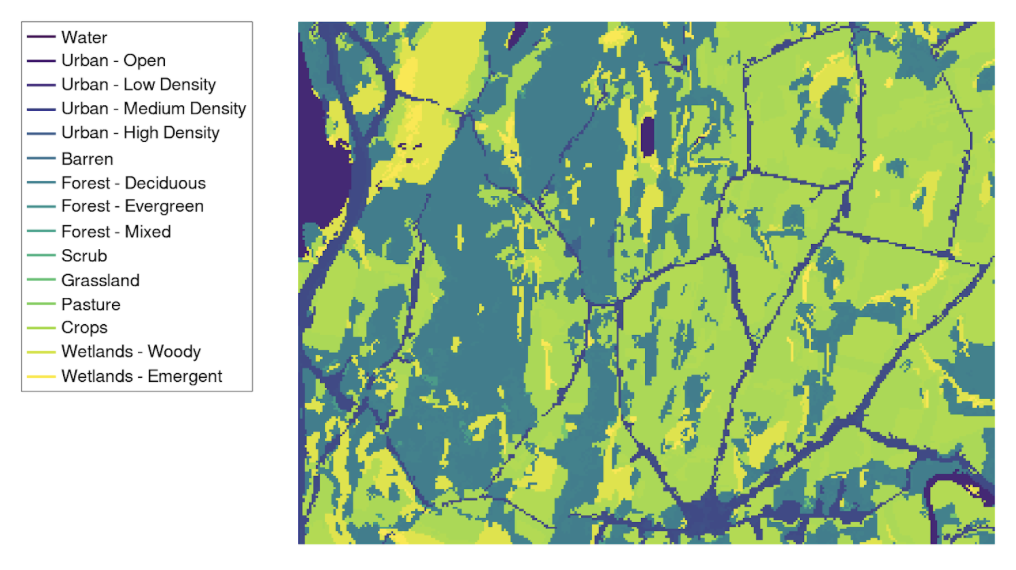 Water
Urban - Open
Urban - Low Density
Urban - Medium Density
Urban - High Density
Barren
Forest - Deciduous
Forest - Evergreen
Forest - Mixed
Scrub
Grassland
Pasture
Crops
Wetlands - Woody
Wetlands - Emergent